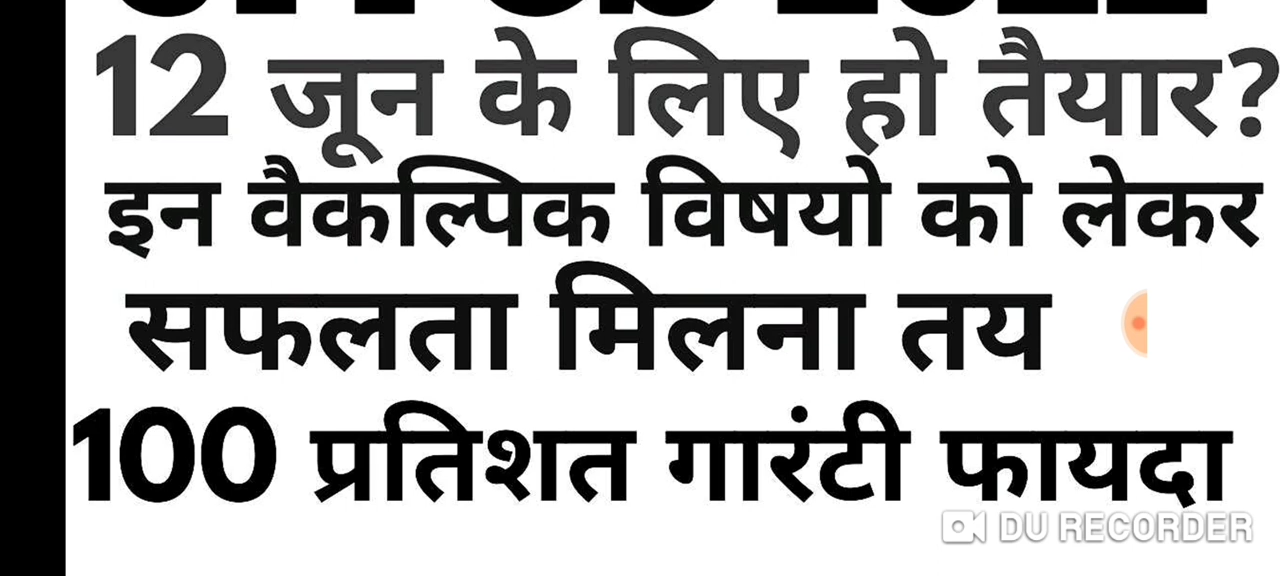 12 जून के लिए हो तैयार?
इन वैकल्पिक विषयो को लेकर
सफलता मिलना तय
100 प्रतिशत गारंटी फायदा
DU RECORDER